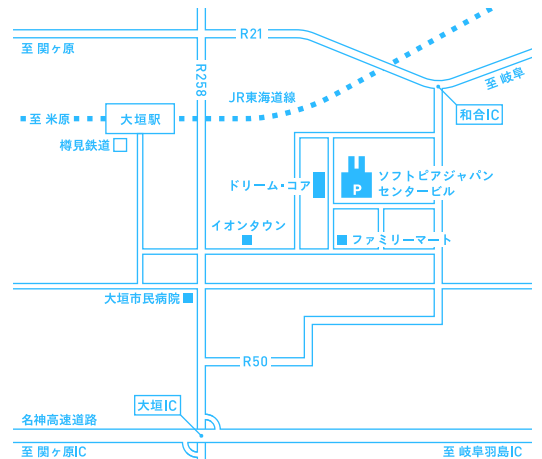 R21
至 関ヶ原
R258
至 岐阜
JR東海道線
和合IC
至 米原
大垣駅
樽見鉄道
ドリーム・コア
P
ソフトピアジャパン
センタービル
イオンタウン
ファミリーマート
大垣市民病院
R50
大垣IC
名神高速道路
至 関ヶ原IC
至 岐阜羽島IC